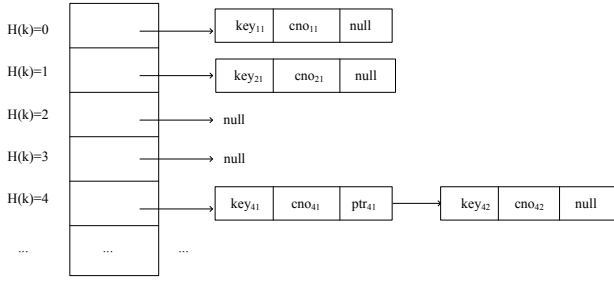 H(k)=0 key₁₁ cno₁₁ null
H(k)=1 key₂₁ cno₂₁ null
H(k)=2 null
H(k)=3 null
H(k)=4 key₄₁ cno₄₁ ptr₄₁ key₄₂ cno₄₂ null
... ... ...